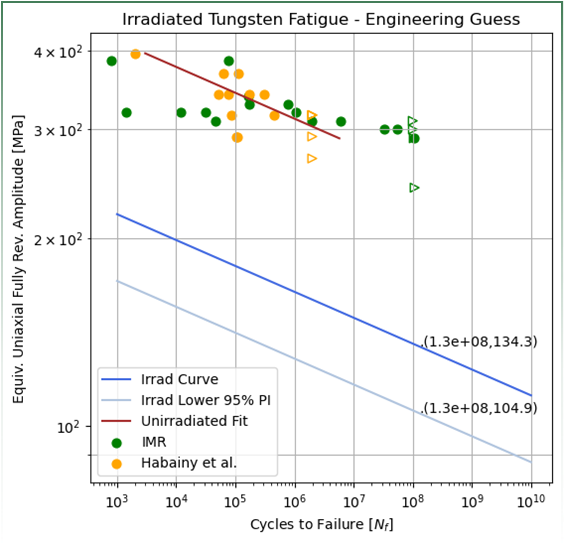 Irradiated Tungsten Fatigue - Engineering Guess
Equiv. Uniaxial Fully Rev. Amplitude [MPa]
4 × 10²
3 × 10²
2 × 10²
10²
.(1.3e+08,134.3)
.(1.3e+08,104.9)
Irrad Curve
Irrad Lower 95% PI
Unirradiated Fit
IMR
Habainy et al.
10³ 10⁴ 10⁵ 10⁶ 10⁷ 10⁸ 10⁹ 10¹⁰
Cycles to Failure [N_f]